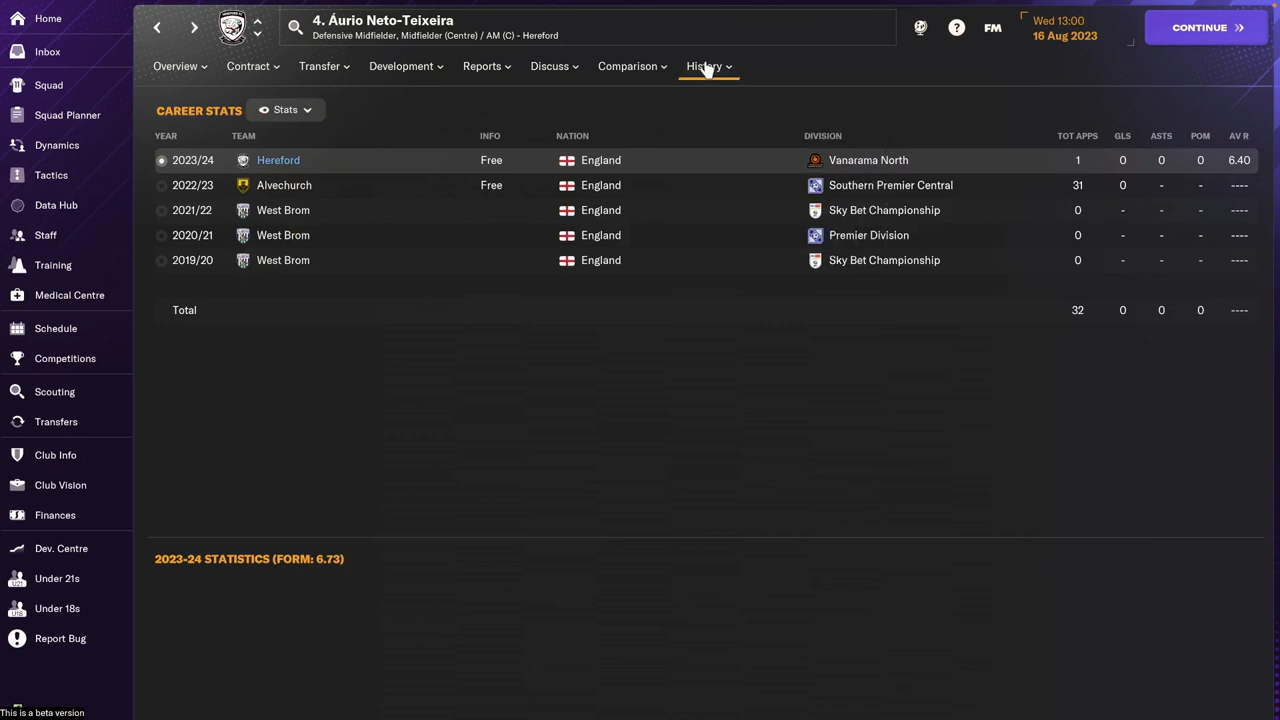 Home
Inbox
Squad
Squad Planner
Dynamics
Tactics
Data Hub
Staff
Training
Medical Centre
Schedule
Competitions
Scouting
Transfers
Club Info
Club Vision
Finances
Dev. Centre
Under 21s
Under 18s
Report Bug
This is a beta version
4. Áurio Neto-Teixeira
Defensive Midfielder, Midfielder (Centre) / AM (C) - Hereford
FM
Wed 13:00
16 Aug 2023
CONTINUE
Overview Contract Transfer Development Reports Discuss Comparison History
CAREER STATS Stats
YEAR TEAM INFO NATION DIVISION TOT APPS GLS ASTS POM AV R
2023/24 Hereford Free England Vanarama North 1 0 0 0 6.40
2022/23 Alvechurch Free England Southern Premier Central 31 0 - - ----
2021/22 West Brom England Sky Bet Championship 0 - - - ----
2020/21 West Brom England Premier Division 0 - - - ----
2019/20 West Brom England Sky Bet Championship 0 - - - ----
Total 32 0 0 0 ----
2023-24 STATISTICS (FORM: 6.73)